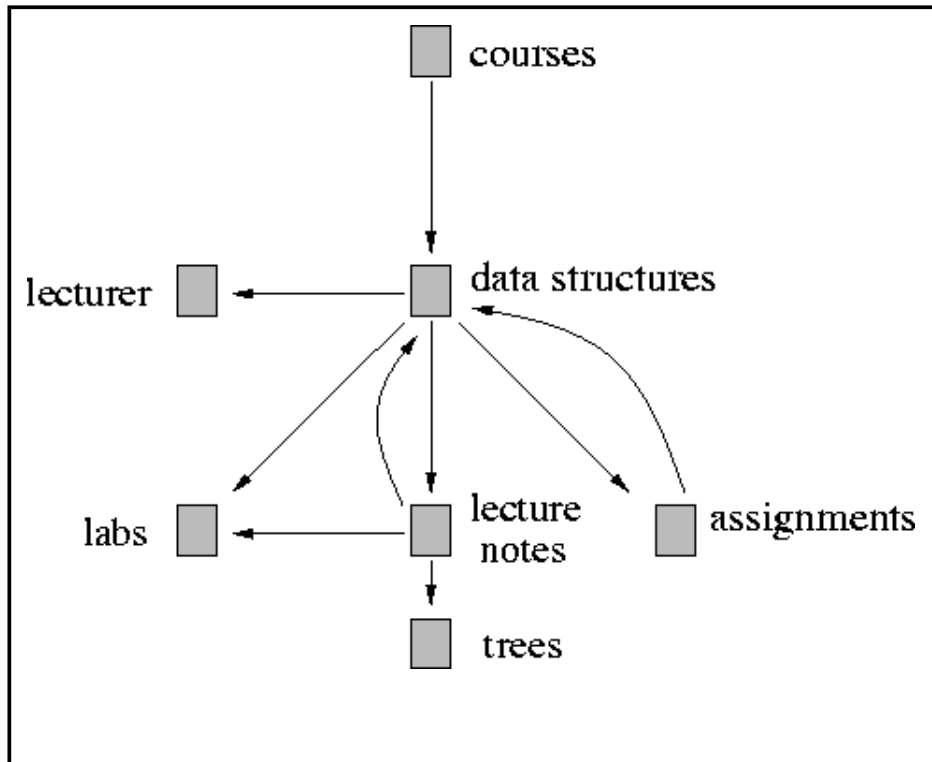 courses
lecturer
data structures
labs
lecture
notes
assignments
trees